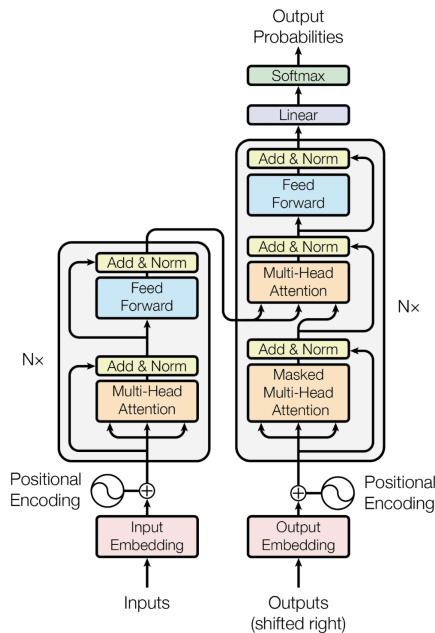 Output
Probabilities
Softmax
Linear
Add & Norm
Feed
Forward
Add & Norm
Multi-Head
Attention
Add & Norm
Masked
Multi-Head
Attention
N×
Add & Norm
Feed
Forward
Add & Norm
Multi-Head
Attention
N×
Positional
Encoding
Positional
Encoding
Input
Embedding
Output
Embedding
Inputs
Outputs
(shifted right)